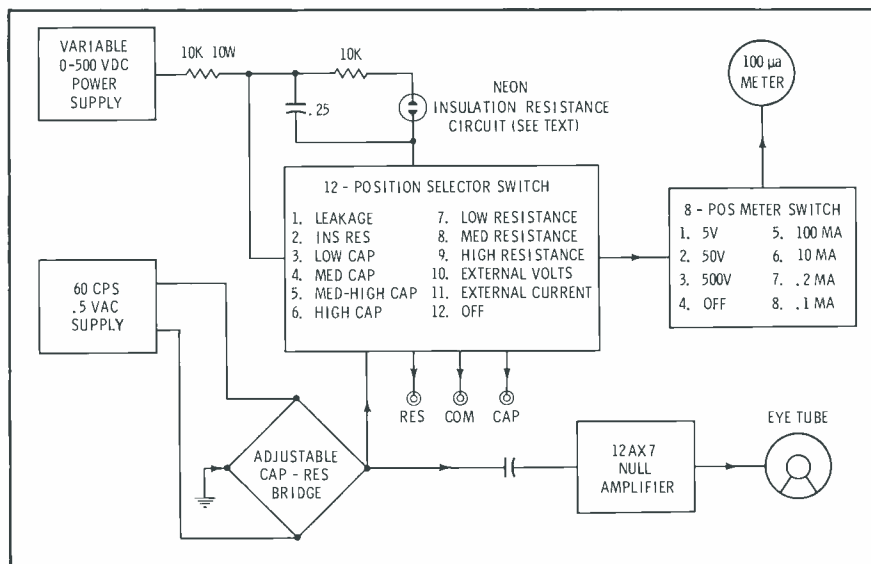 VARIABLE
0-500 VDC
POWER
SUPPLY
10K 10W
10K
.25
NEON
INSULATION RESISTANCE
CIRCUIT (SEE TEXT)
100 µa
METER
12 - POSITION SELECTOR SWITCH
1. LEAKAGE
2. INS RES
3. LOW CAP
4. MED CAP
5. MED-HIGH CAP
6. HIGH CAP
7. LOW RESISTANCE
8. MED RESISTANCE
9. HIGH RESISTANCE
10. EXTERNAL VOLTS
11. EXTERNAL CURRENT
12. OFF
8 - POS METER SWITCH
1. 5V
2. 50V
3. 500V
4. OFF
5. 100 MA
6. 10 MA
7. .2 MA
8. .1 MA
60 CPS
.5 VAC
SUPPLY
RES
COM
CAP
ADJUSTABLE
CAP - RES
BRIDGE
12AX7
NULL
AMPLIFIER
EYE TUBE